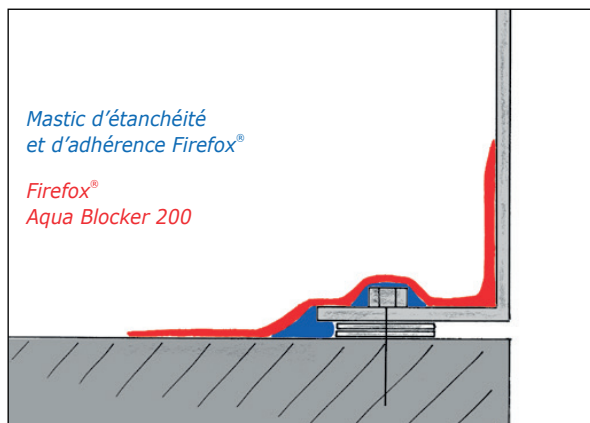 Mastic d’étanchéité
et d’adhérence Firefox®
Firefox®
Aqua Blocker 200